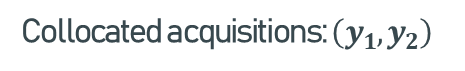 Collocated acquisitions: (y₁, y₂)